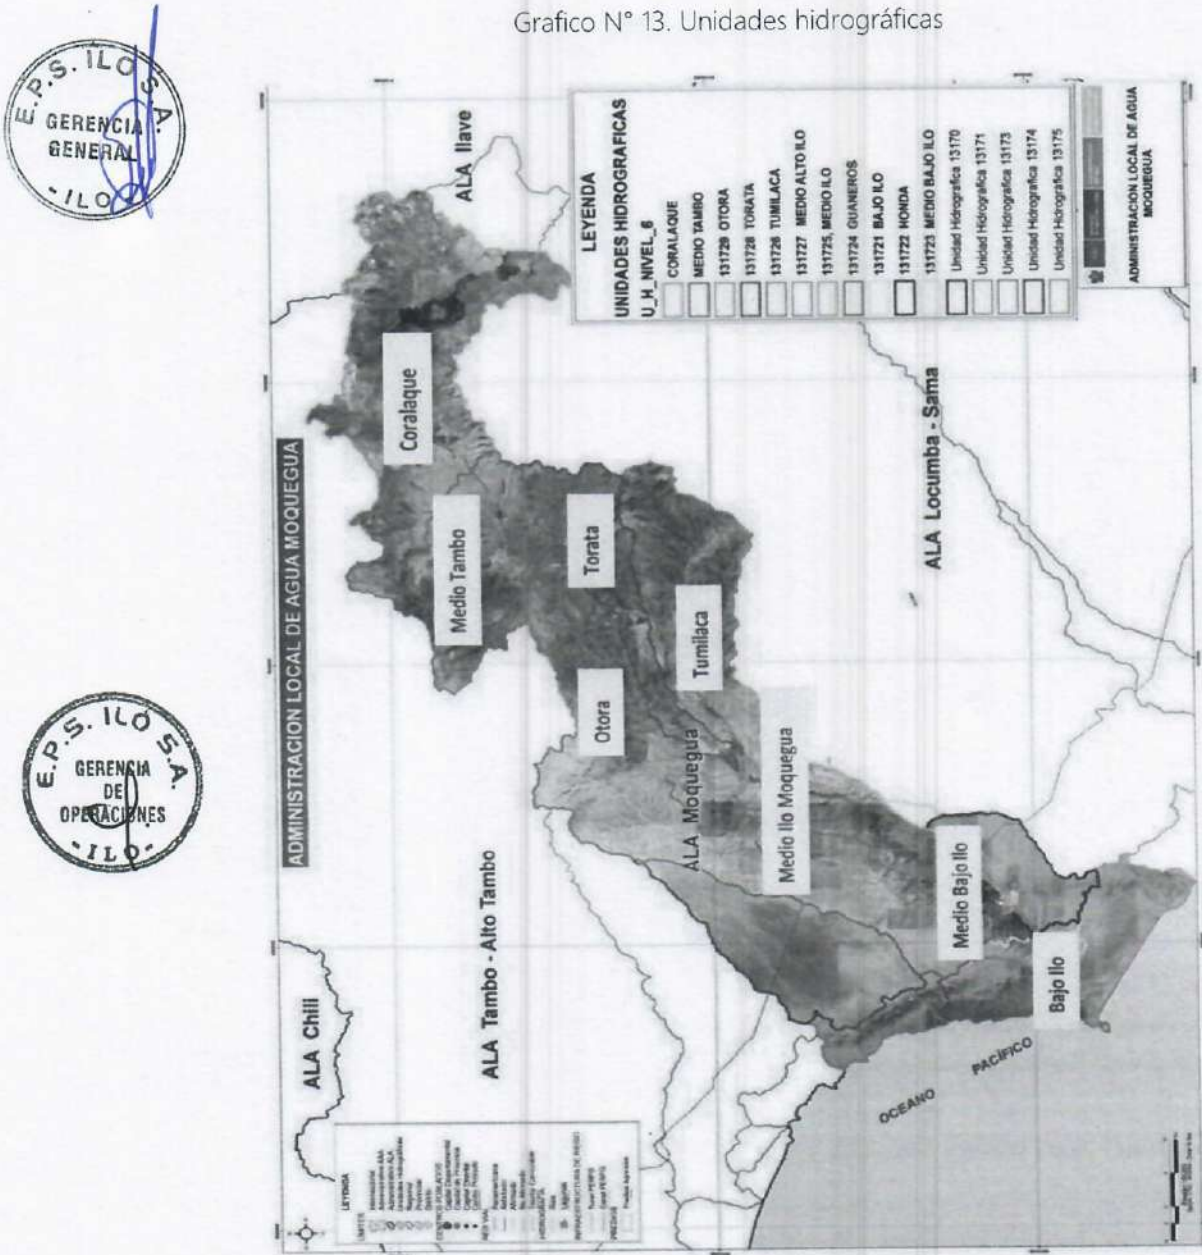 Grafico N° 13. Unidades hidrográficas
E.P.S. ILO S.A.
GERENCIA
GENERAL
- ILO -
E.P.S. ILO S.A.
GERENCIA
DE
OPERACIONES
- ILO -
ADMINISTRACION LOCAL DE AGUA MOQUEGUA
ALA Chili
ALA Tambo - Alto Tambo
ALA Ilave
ALA Locumba - Sama
ALA Moquegua
Coralaque
Medio Tambo
Torata
Otora
Tumilaca
Medio Ilo Moquegua
Medio Bajo Ilo
Bajo Ilo
OCEANO PACÍFICO
LEYENDA
UNIDADES HIDROGRAFICAS
U_H_NIVEL_6
CORALAQUE
MEDIO TAMBO
131729 OTORA
131728 TORATA
131726 TUMILACA
131727 MEDIO ALTO ILO
131725, MEDIO ILO
131724 GUANEROS
131721 BAJO ILO
131722 HONDA
131723 MEDIO BAJO ILO
Unidad Hidrografica 13170
Unidad Hidrografica 13171
Unidad Hidrografica 13173
Unidad Hidrografica 13174
Unidad Hidrografica 13175
ADMINISTRACION LOCAL DE AGUA
MOQUEGUA
LEYENDA
LIMITES